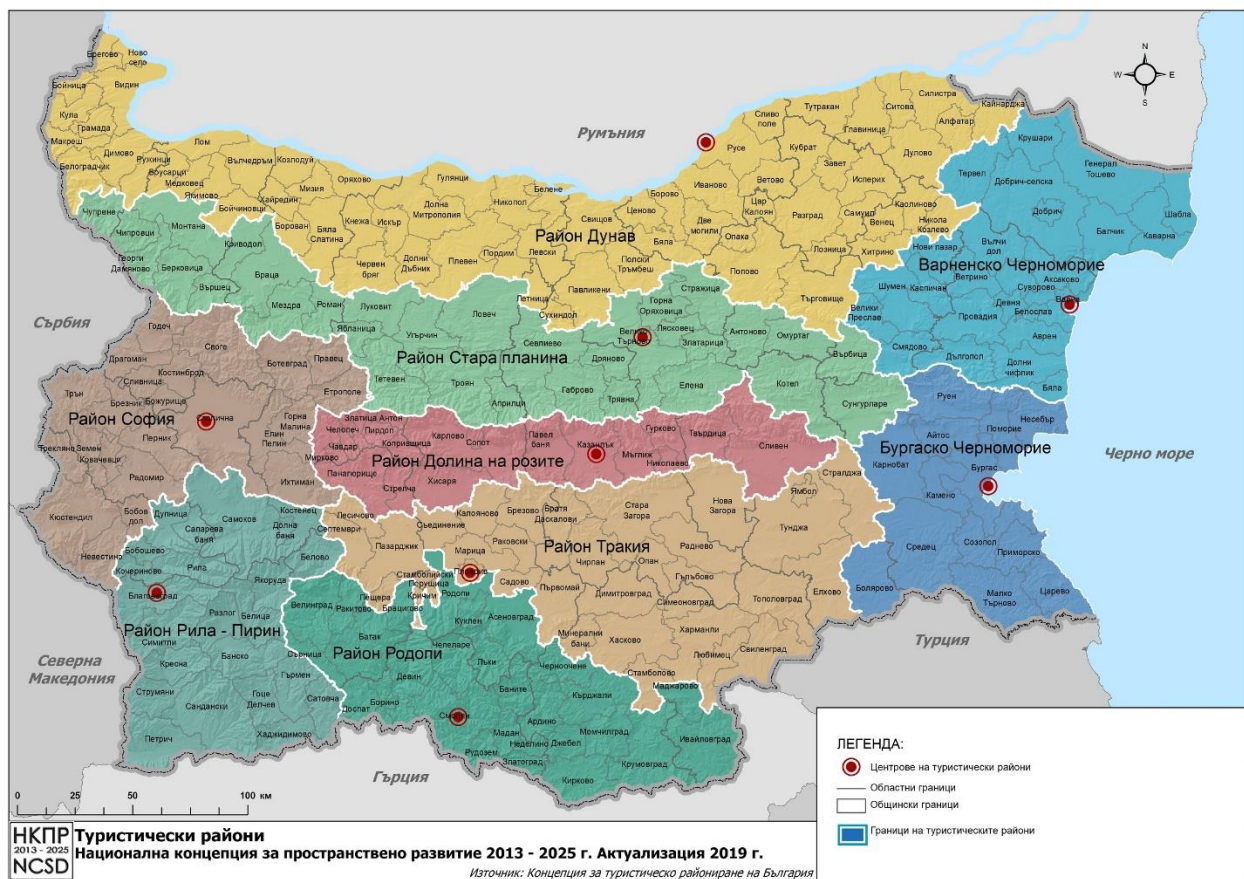 Брегово
Ново
село
Бойница
Видин
Кула
Грамада
Макреш
Димово
Ружинци
Белоградчик
Брусарци
Медковец
Якимово
Лом
Вълчедръм
Козлодуй
Хайредин
Мизия
Оряхово
Бойчиновци
Борован
Бяла
Слатина
Кнежа
Искър
Долна
Митрополия
Гулянци
Никопол
Белене
Свищов
Червен
бряг
Долни
Дъбник
Плевен
Пордим
Левски
Павликени
Летница
Сухиндол
Полски
Тръмбеш
Бяла
Ценово
Борово
Две
могили
Иваново
Русе
Сливо
поле
Тутракан
Ветово
Цар
Калоян
Опака
Попово
Кубрат
Завет
Разград
Исперих
Самуил
Лозница
Търговище
Главиница
Ситово
Силистра
Алфатар
Кайнарджа
Дулово
Каолиново
Венец
Никола
Козлево
Хитрино
Район Дунав
Румъния
N
W
E
S
Крушари
Тервел
Добрич-селска
Генерал
Тошево
Добрич
Шабла
Балчик
Каварна
Нови пазар
Вълчи
дол
Варненско Черноморие
Шумен
Каспичан
Ветрино
Суворово
Аксаково
Варна
Девня
Белослав
Провадия
Велики
Преслав
Смядово
Дългопол
Аврен
Долни
чифлик
Бяла
Чупрене
Чипровци
Монтана
Георги
Дамяново
Берковица
Криводол
Враца
Вършец
Мездра
Роман
Луковит
Ябланица
Угърчин
Ловеч
Севлиево
Тетевен
Троян
Априлци
Габрово
Дряново
Трявна
Велико
Търново
Горна
Оряховица
Лясковец
Стражица
Златарица
Елена
Антоново
Омуртаг
Върбица
Котел
Сунгурларе
Район Стара планина
Сърбия
Годеч
Драгоман
Своге
Костинброд
Сливница
Божурище
Брезник
Трън
Ботевград
Правец
Етрополе
Горна
Малина
Елин
Пелин
Столична
Перник
Район София
Трекляно
Земен
Ковачевци
Радомир
Ихтиман
Кюстендил
Бобов
дол
Невестино
Златица
Антон
Челопеч
Пирдоп
Чавдар
Мирково
Копривщица
Карлово
Сопот
Павел
баня
Казанлък
Мъглиж
Гурково
Николаево
Твърдица
Сливен
Панагюрище
Стрелча
Хисаря
Район Долина на розите
Руен
Несебър
Поморие
Айтос
Бургаско Черноморие
Карнобат
Бургас
Камено
Средец
Созопол
Приморско
Болярово
Малко
Търново
Царево
Черно море
Дупница
Самоков
Костенец
Сапарева
баня
Долна
баня
Бобошево
Рила
Белово
Кочериново
Якоруда
Благоевград
Разлог
Белица
Район Рила - Пирин
Симитли
Банско
Кресна
Струмяни
Сандански
Гоце
Делчев
Гърмен
Сатовча
Петрич
Хаджидимово
Северна
Македония
Лесичово
Септември
Пазарджик
Съединение
Калояново
Брезово
Братя
Даскалови
Стара
Загора
Нова
Загора
Ямбол
Стралджа
Тунджа
Марица
Раковски
Чирпан
Опан
Раднево
Гълъбово
Район Тракия
Пловдив
Стамболийски
Перущица
Кричим
Пещера
Брацигово
Ракитово
Родопи
Садово
Първомай
Димитровград
Симеоновград
Тополовград
Елхово
Минерални
бани
Хасково
Харманли
Любимец
Свиленград
Стамболово
Маджарово
Велинград
Батак
Куклен
Асеновград
Чепеларе
Лъки
Район Родопи
Сърница
Девин
Доспат
Борино
Смолян
Баните
Черноочене
Кърджали
Ардино
Мадан
Неделино
Рудозем
Златоград
Джебел
Момчилград
Кирково
Крумовград
Ивайловград
Гърция
Турция
0
25
50
100 км
ЛЕГЕНДА:
Центрове на туристически райони
Областни граници
Общински граници
Граници на туристическите райони
НКПР
2013 - 2025
NCSD
Туристически райони
Национална концепция за пространствено развитие 2013 - 2025 г. Актуализация 2019 г.
Източник: Концепция за туристическо райониране на България